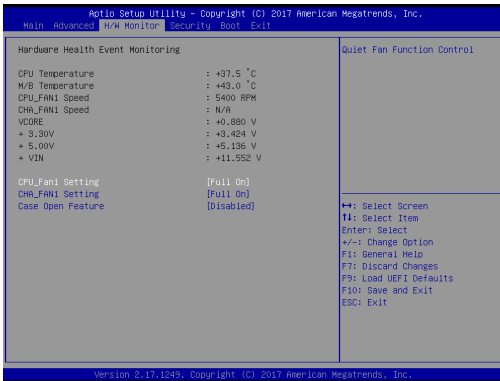 Aptio Setup Utility – Copyright (C) 2017 American Megatrends, Inc.
Main Advanced H/W Monitor Security Boot Exit
Hardware Health Event Monitoring
CPU Temperature : +37.5 °C
M/B Temperature : +43.0 °C
CPU_FAN1 Speed : 5400 RPM
CHA_FAN1 Speed : N/A
VCORE : +0.880 V
+ 3.30V : +3.424 V
+ 5.00V : +5.136 V
+ VIN : +11.552 V
CPU_Fan1 Setting [Full On]
CHA_FAN1 Setting [Full On]
Case Open Feature [Disabled]
Quiet Fan Function Control
↔: Select Screen
↑↓: Select Item
Enter: Select
+/-: Change Option
F1: General Help
F7: Discard Changes
F9: Load UEFI Defaults
F10: Save and Exit
ESC: Exit
Version 2.17.1249. Copyright (C) 2017 American Megatrends, Inc.